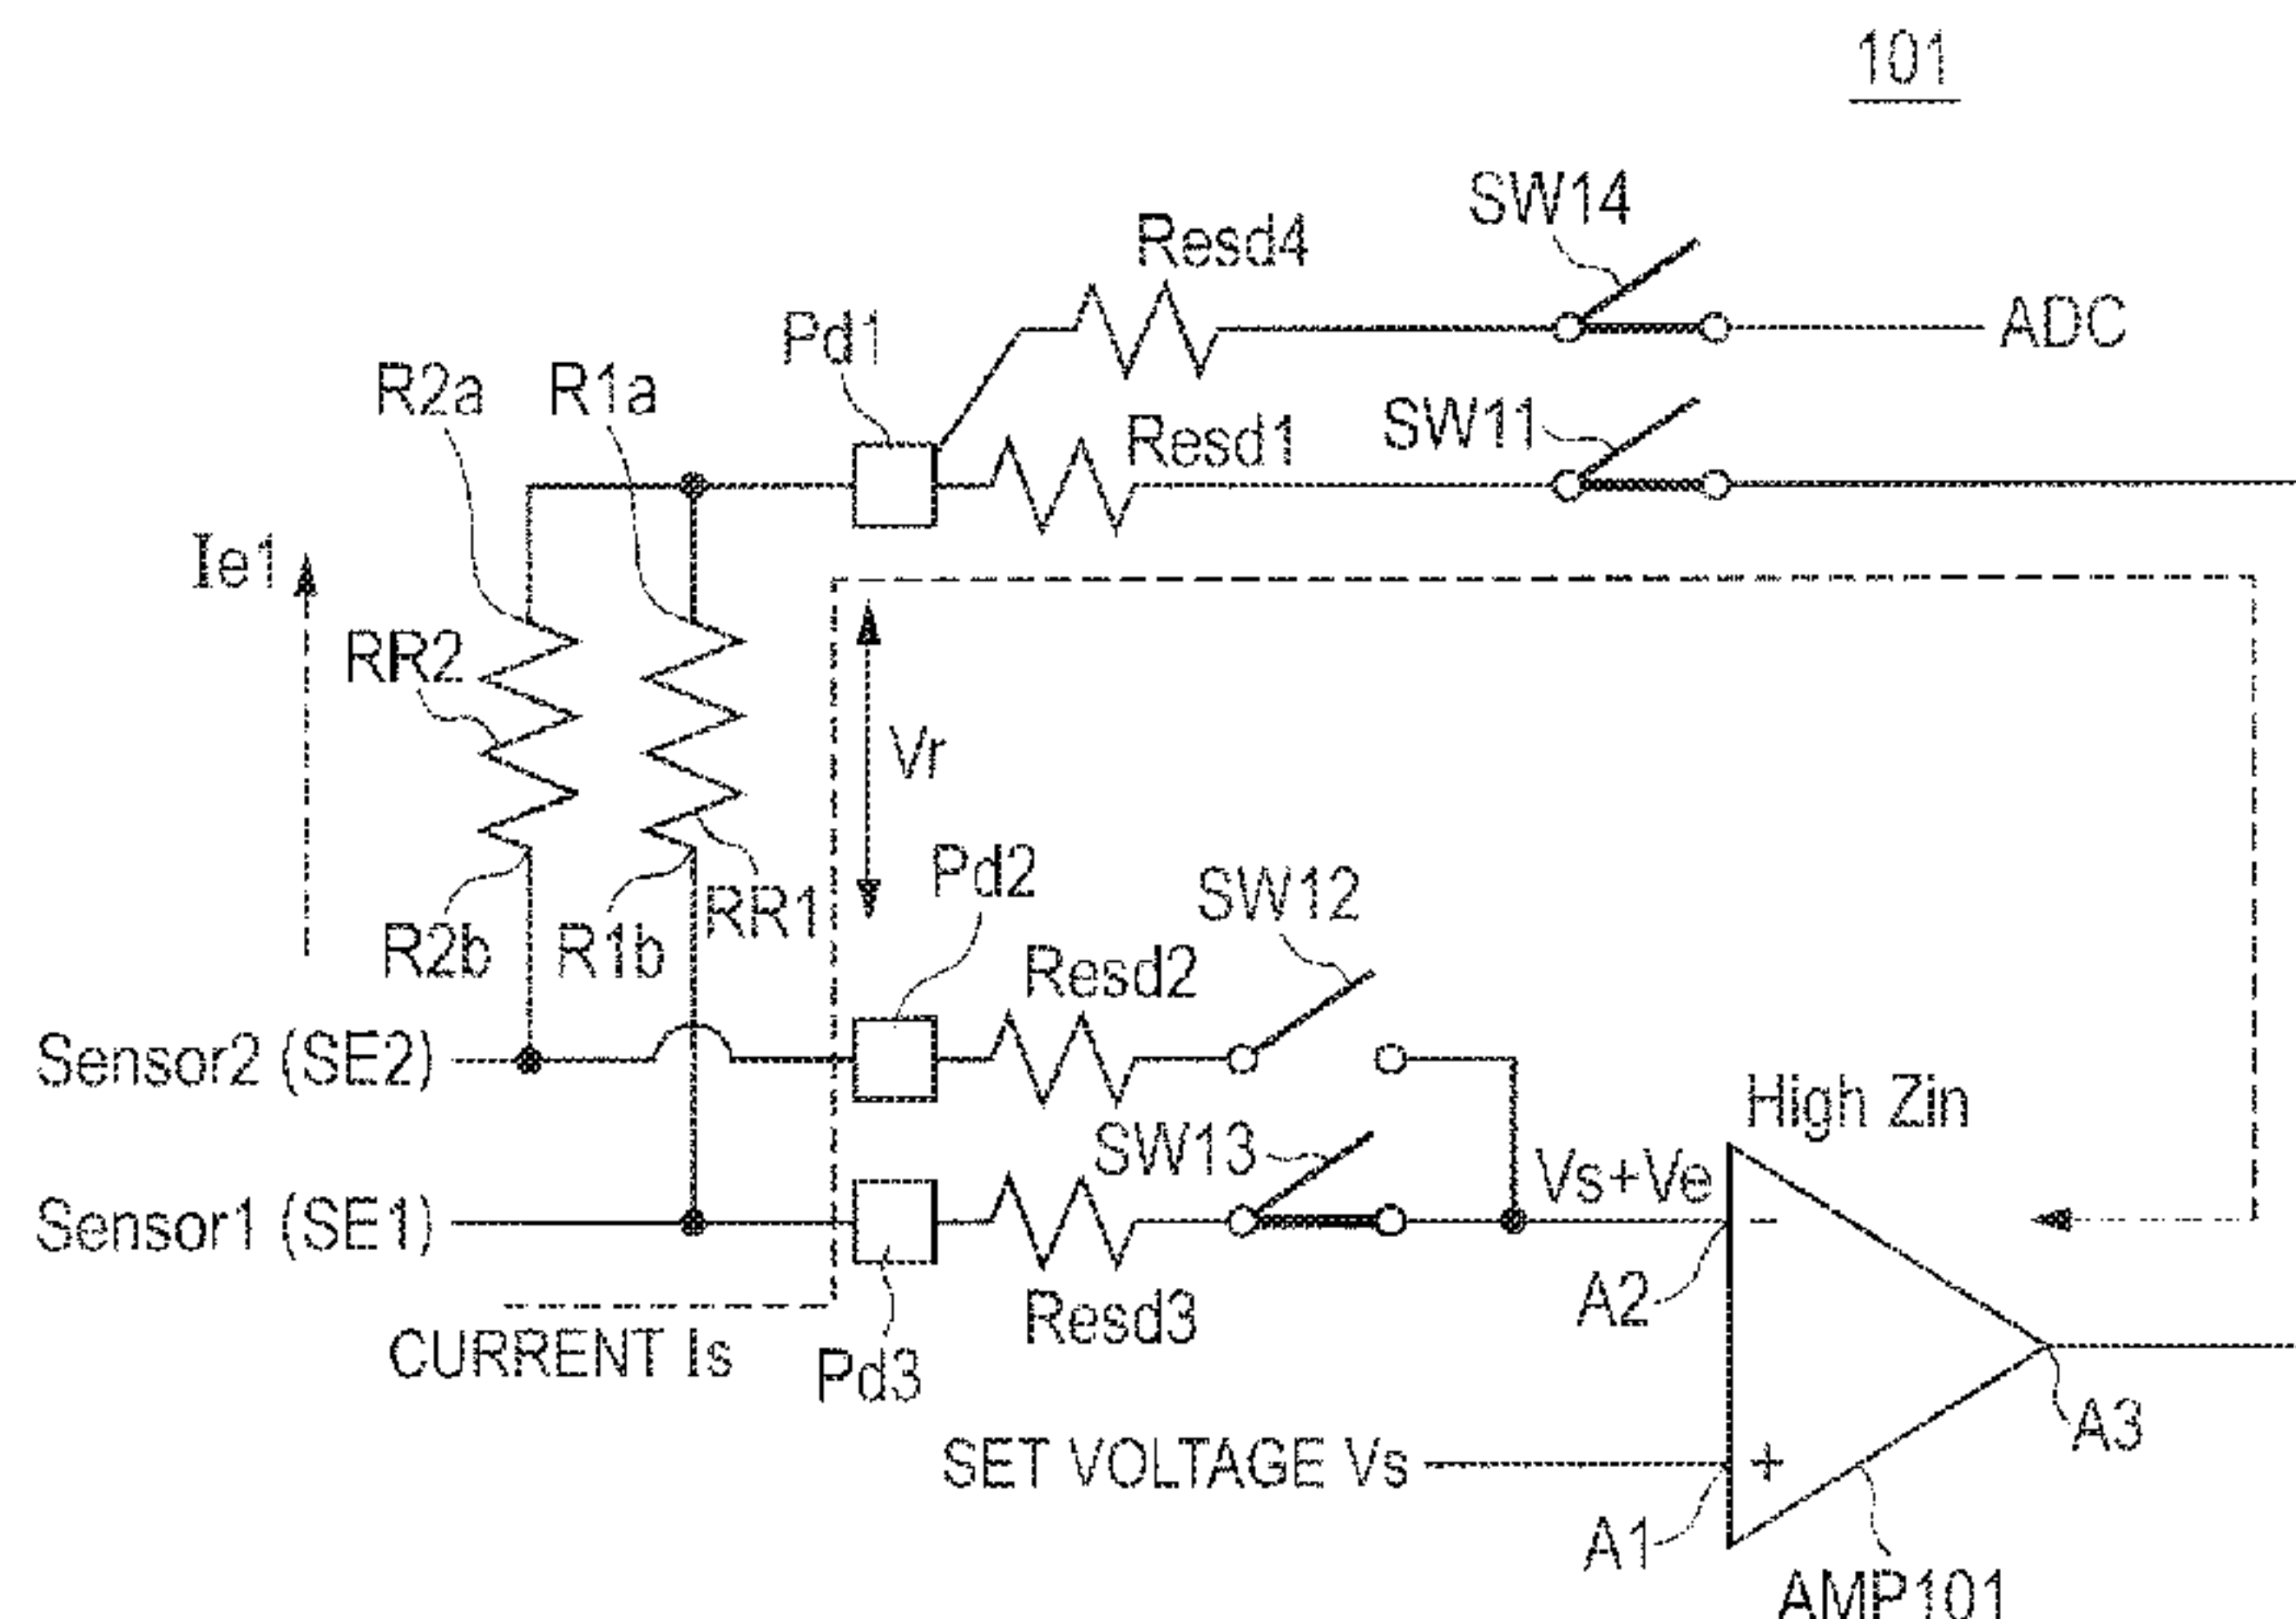 101
SW14
Resd4
Pd1
ADC
R2a
R1a
Resd1
SW11
Ie1
RR2
Vr
Pd2
SW12
RR1
R2b
R1b
Resd2
Sensor2 (SE2)
High Zin
SW13
Vs+Ve
Sensor1 (SE1)
−
A2
Resd3
CURRENT Is
Pd3
A3
SET VOLTAGE Vs
+
A1
AMP101